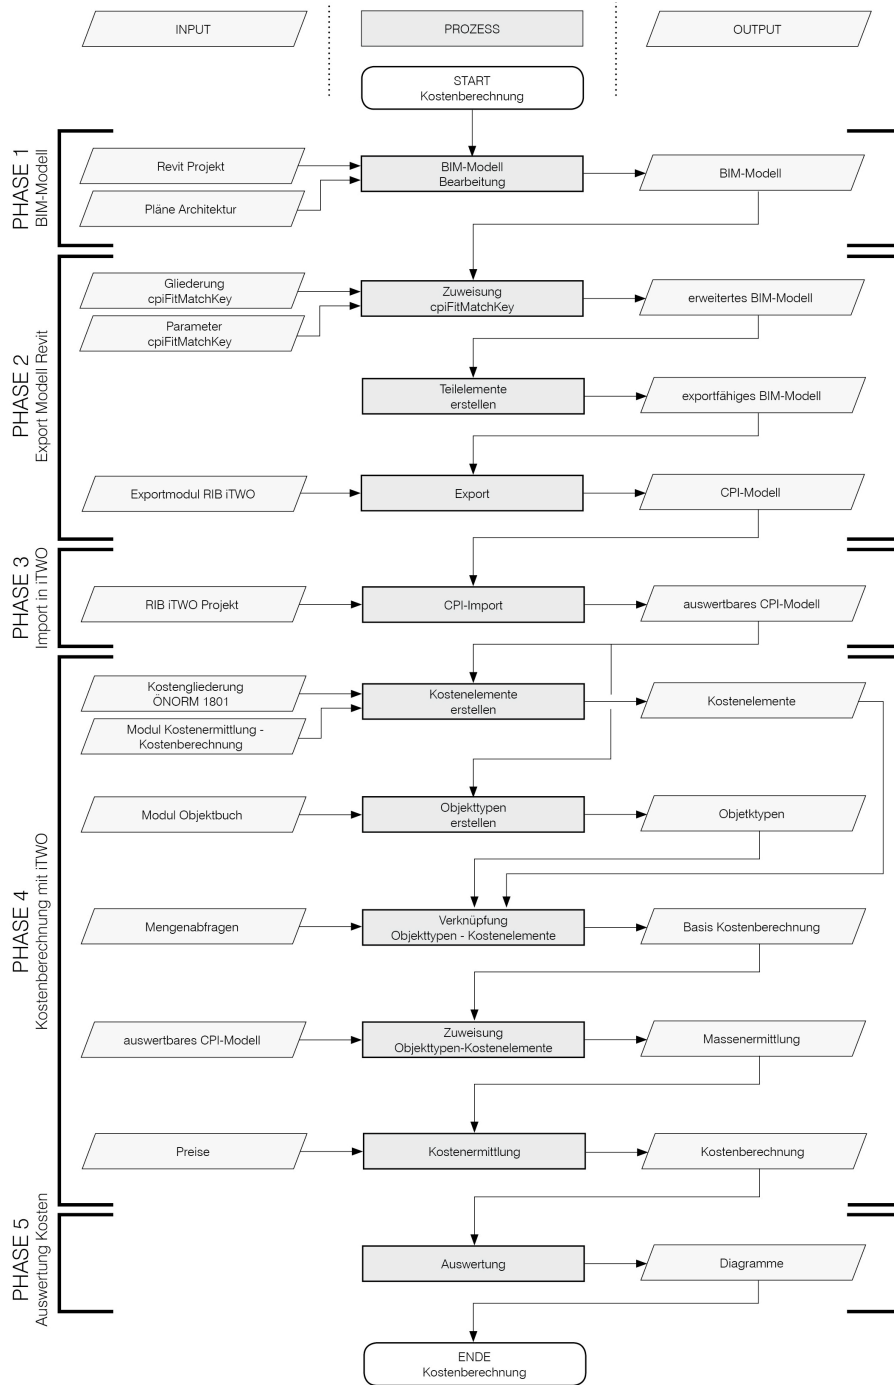 INPUT
PROZESS
OUTPUT
START
Kostenberechnung
PHASE 1
BIM-Modell
Revit Projekt
Pläne Architektur
BIM-Modell
Bearbeitung
BIM-Modell
PHASE 2
Export Modell Revit
Gliederung
cpiFitMatchKey
Parameter
cpiFitMatchKey
Zuweisung
cpiFitMatchKey
erweitertes BIM-Modell
Teilelemente
erstellen
exportfähiges BIM-Modell
Exportmodul RIB iTWO
Export
CPI-Modell
PHASE 3
Import in iTWO
RIB iTWO Projekt
CPI-Import
auswertbares CPI-Modell
PHASE 4
Kostenberechnung mit iTWO
Kostengliederung
ÖNORM 1801
Modul Kostenermittlung -
Kostenberechnung
Kostenelemente
erstellen
Kostenelemente
Modul Objektbuch
Objekttypen
erstellen
Objetktypen
Mengenabfragen
Verknüpfung
Objekttypen - Kostenelemente
Basis Kostenberechnung
auswertbares CPI-Modell
Zuweisung
Objekttypen-Kostenelemente
Massenermittlung
Preise
Kostenermittlung
Kostenberechnung
PHASE 5
Auswertung Kosten
Auswertung
Diagramme
ENDE
Kostenberechnung